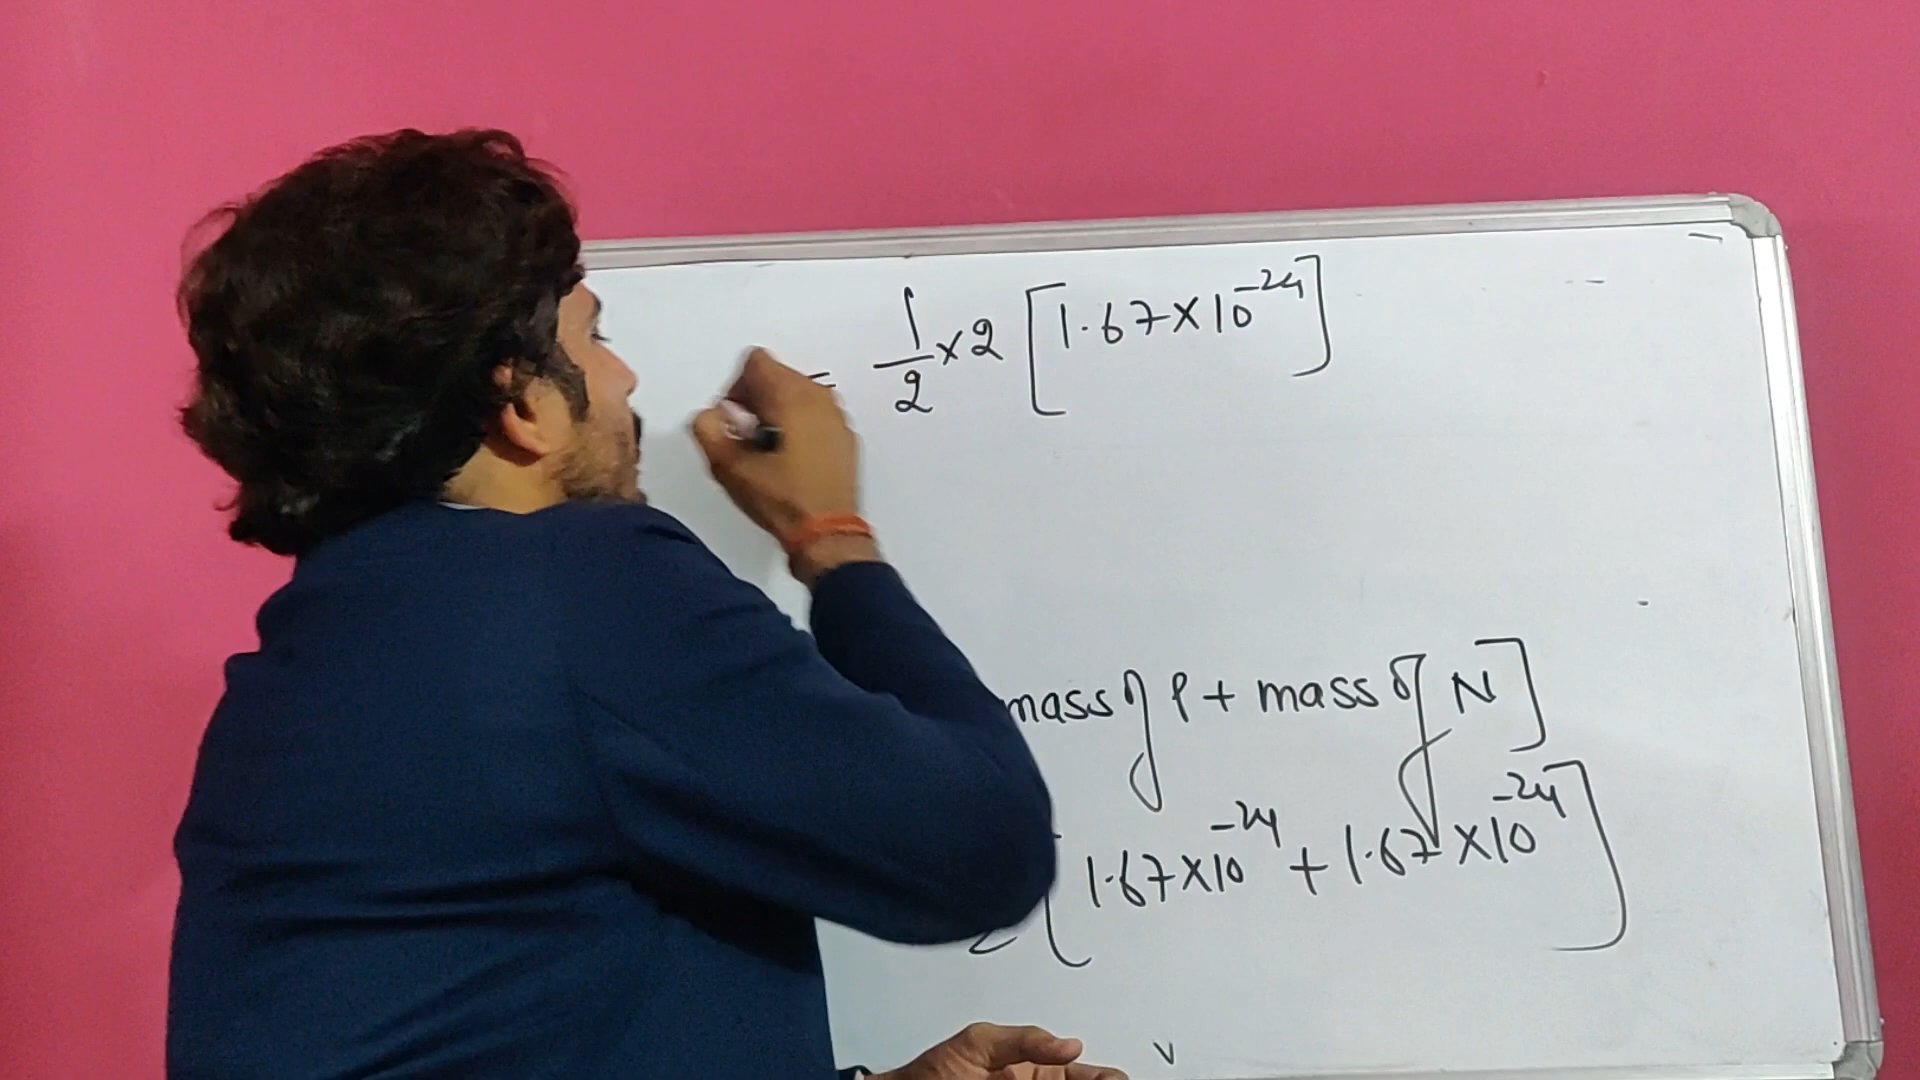 = 1/2 × 2 [1.67 × 10^-24]
mass of P + mass of N]
[1.67 × 10^-24 + 1.67 × 10^-24]